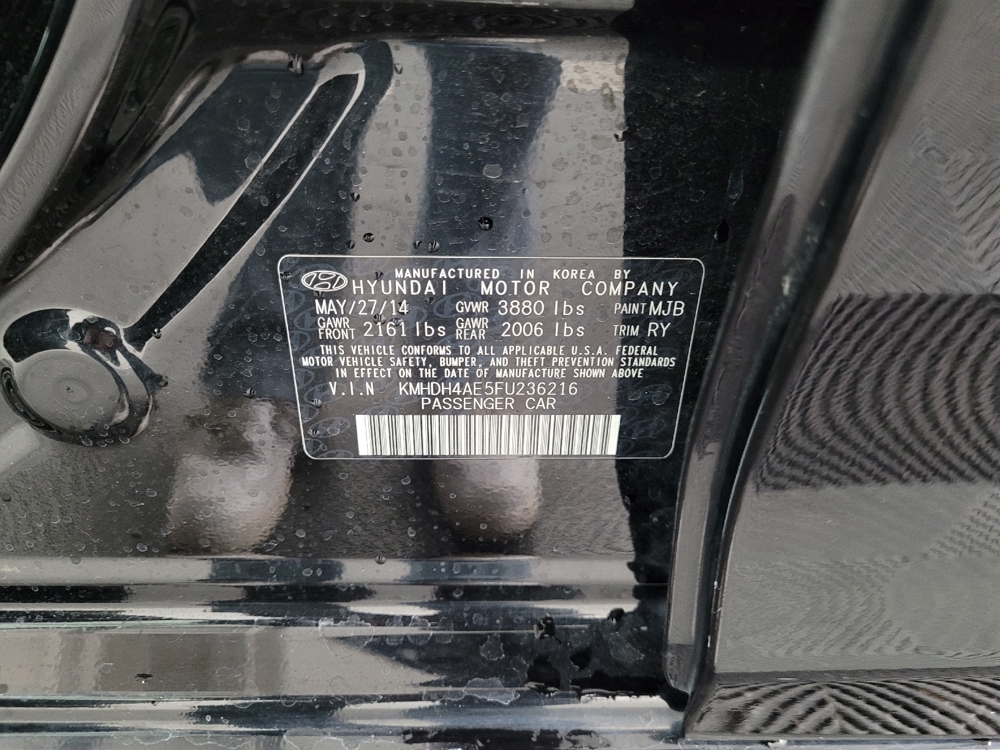 MANUFACTURED IN KOREA BY
HYUNDAI MOTOR COMPANY
MAY/27/14 GVWR 3880 lbs PAINT MJB
GAWR FRONT 2161 lbs GAWR REAR 2006 lbs TRIM RY
THIS VEHICLE CONFORMS TO ALL APPLICABLE U.S.A. FEDERAL
MOTOR VEHICLE SAFETY, BUMPER, AND THEFT PREVENTION STANDARDS
IN EFFECT ON THE DATE OF MANUFACTURE SHOWN ABOVE
V.I.N KMHDH4AE5FU236216
PASSENGER CAR